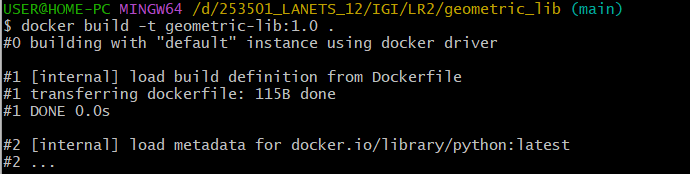 USER@HOME-PC MINGW64 /d/253501_LANETS_12/IGI/LR2/geometric_lib (main)
$ docker build -t geometric-lib:1.0 .
#0 building with "default" instance using docker driver
#1 [internal] load build definition from Dockerfile
#1 transferring dockerfile: 115B done
#1 DONE 0.0s
#2 [internal] load metadata for docker.io/library/python:latest
#2 ...